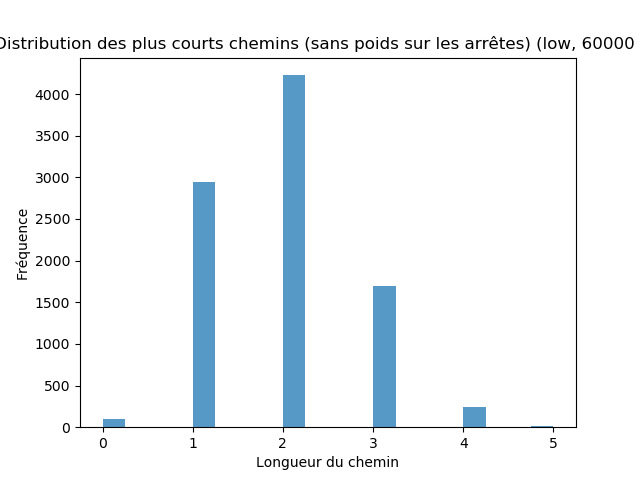 Distribution des plus courts chemins (sans poids sur les arrêtes) (low, 60000
4000
3500
3000
2500
2000
1500
1000
500
0
Fréquence
0 1 2 3 4 5
Longueur du chemin